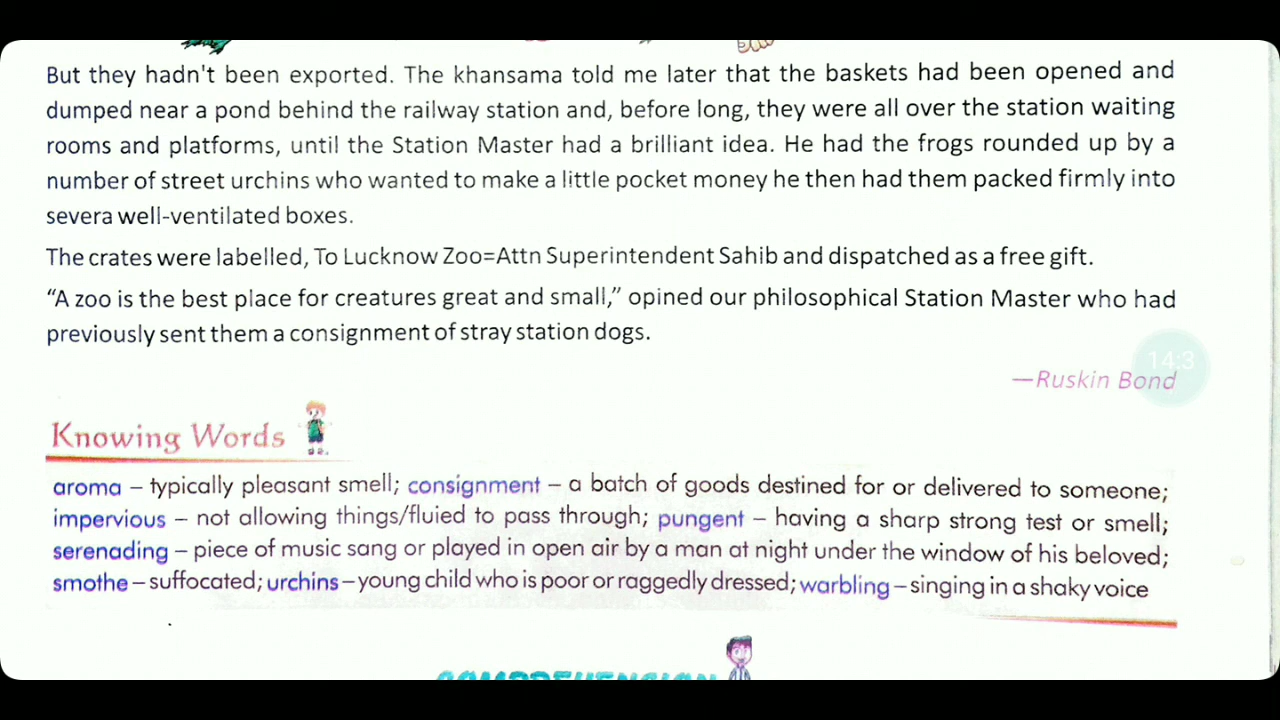 But they hadn't been exported. The khansama told me later that the baskets had been opened and
dumped near a pond behind the railway station and, before long, they were all over the station waiting
rooms and platforms, until the Station Master had a brilliant idea. He had the frogs rounded up by a
number of street urchins who wanted to make a little pocket money he then had them packed firmly into
severa well-ventilated boxes.
The crates were labelled, To Lucknow Zoo=Attn Superintendent Sahib and dispatched as a free gift.
“A zoo is the best place for creatures great and small,” opined our philosophical Station Master who had
previously sent them a consignment of stray station dogs.
14:3
—Ruskin Bond
Knowing Words
aroma – typically pleasant smell; consignment – a batch of goods destined for or delivered to someone;
impervious – not allowing things/fluied to pass through; pungent – having a sharp strong test or smell;
serenading – piece of music sang or played in open air by a man at night under the window of his beloved;
smothe – suffocated; urchins – young child who is poor or raggedly dressed; warbling – singing in a shaky voice
COMPREHENSION